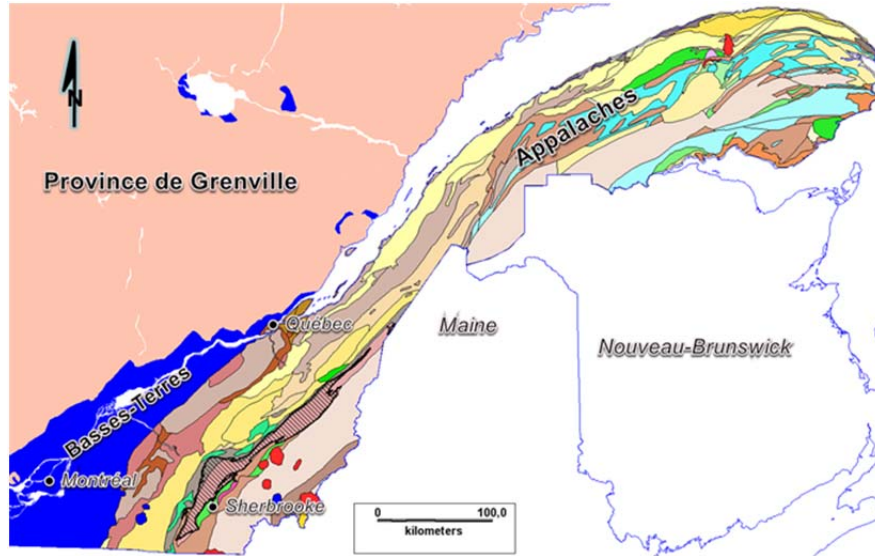 N
Appalaches
Province de Grenville
Québec
Maine
Nouveau-Brunswick
Basses-Terres
Montréal
Sherbrooke
0 100,0
kilometers